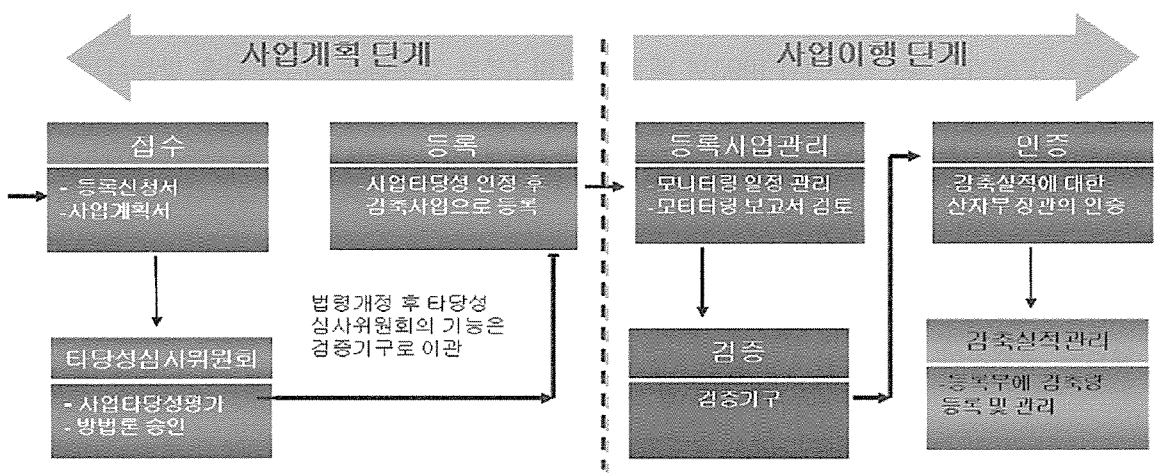 사업계획 단계
사업이행 단계
접수
- 등록신청서
-사업계획서
타당성심사위원회
- 사업타당성평가
- 방법론 승인
등록
-사업타당성 인정 후
감축사업으로 등록
법령개정 후 타당성
심사위원회의 기능은
검증기구로 이관
등록사업관리
-모니터링 일정 관리
-모티터링 보고서 검토
검증
검증기구
인증
-감축실적에 대한
산자부 장관의 인증
감축실적관리
-등록부에 감축량
등록 및 관리